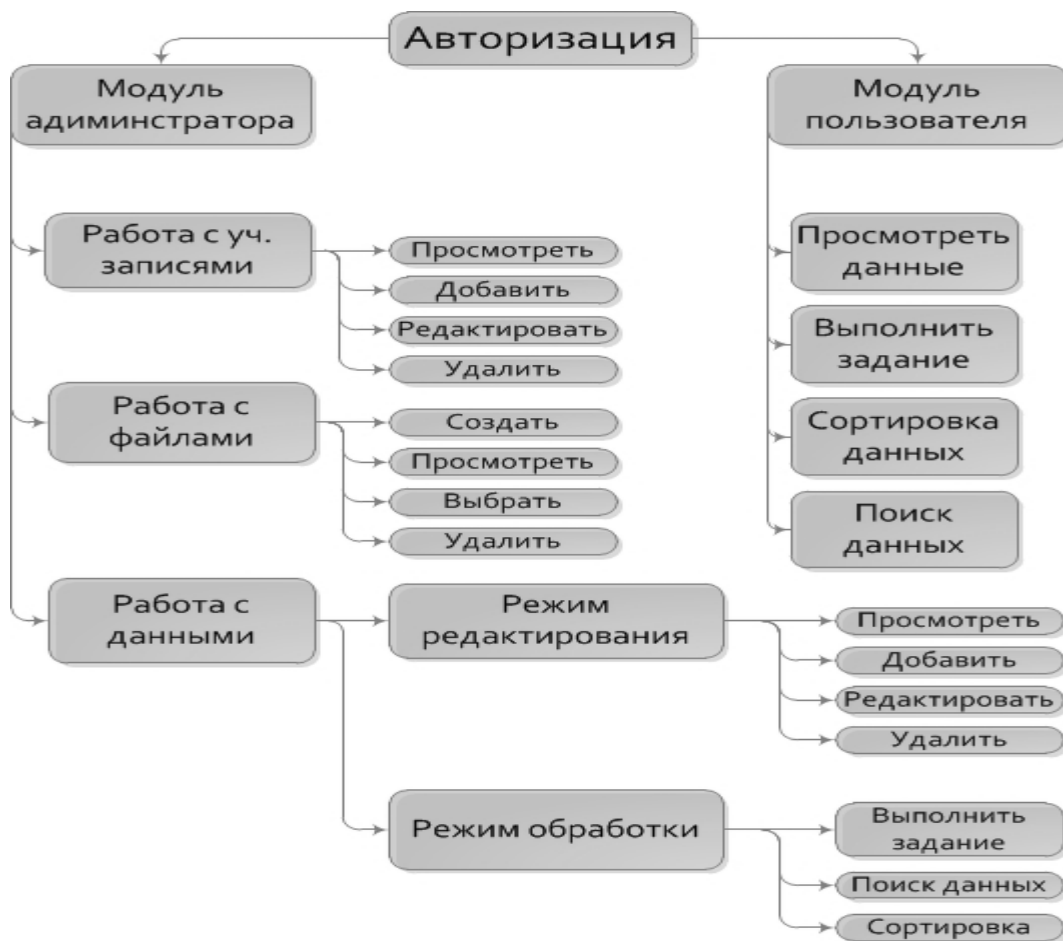 Авторизация
Модуль
адиминстратора
Модуль
пользователя
Работа с уч.
записями
Просмотреть
Добавить
Редактировать
Удалить
Просмотреть
данные
Выполнить
задание
Работа с
файлами
Создать
Просмотреть
Выбрать
Удалить
Сортировка
данных
Поиск
данных
Работа с
данными
Режим
редактирования
Просмотреть
Добавить
Редактировать
Удалить
Режим обработки
Выполнить
задание
Поиск данных
Сортировка